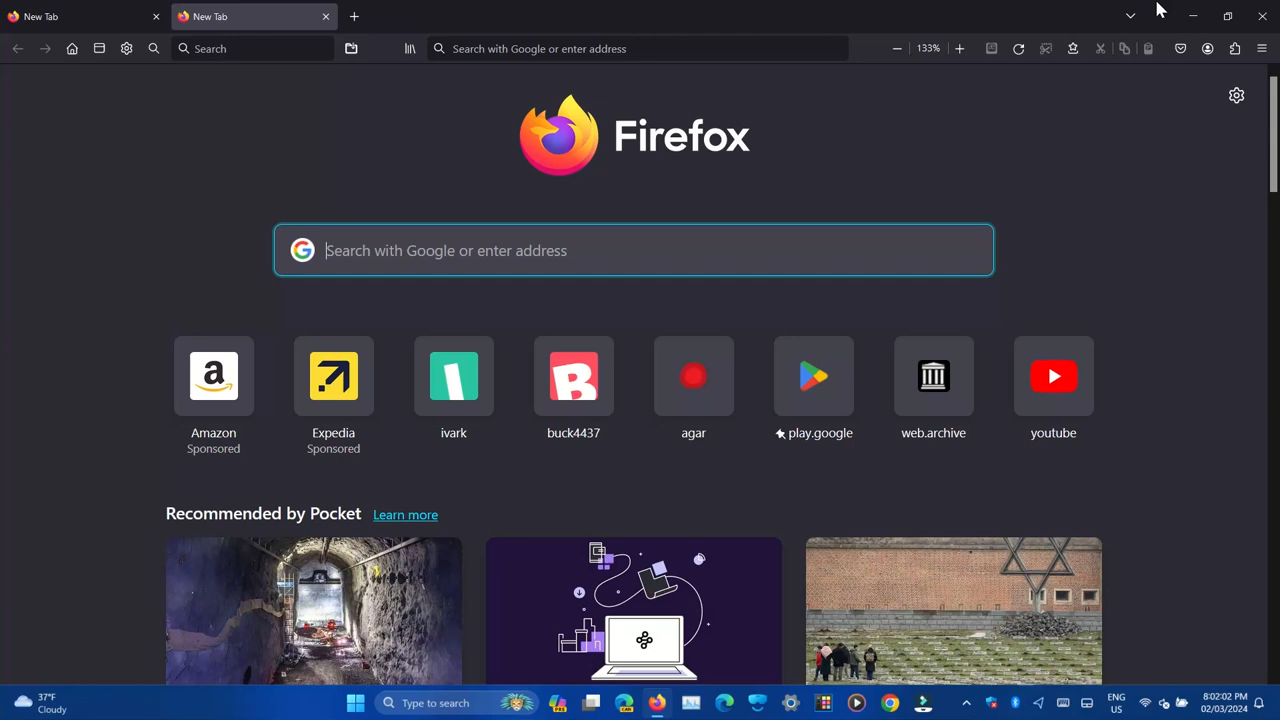 New Tab
New Tab
Search
Search with Google or enter address
133%
Firefox
Search with Google or enter address
Amazon
Sponsored
Expedia
Sponsored
ivark
buck4437
agar
play.google
web.archive
youtube
Recommended by Pocket Learn more
37°F
Cloudy
Type to search
PRE
ENG
US
8:02:02 PM
02/03/2024